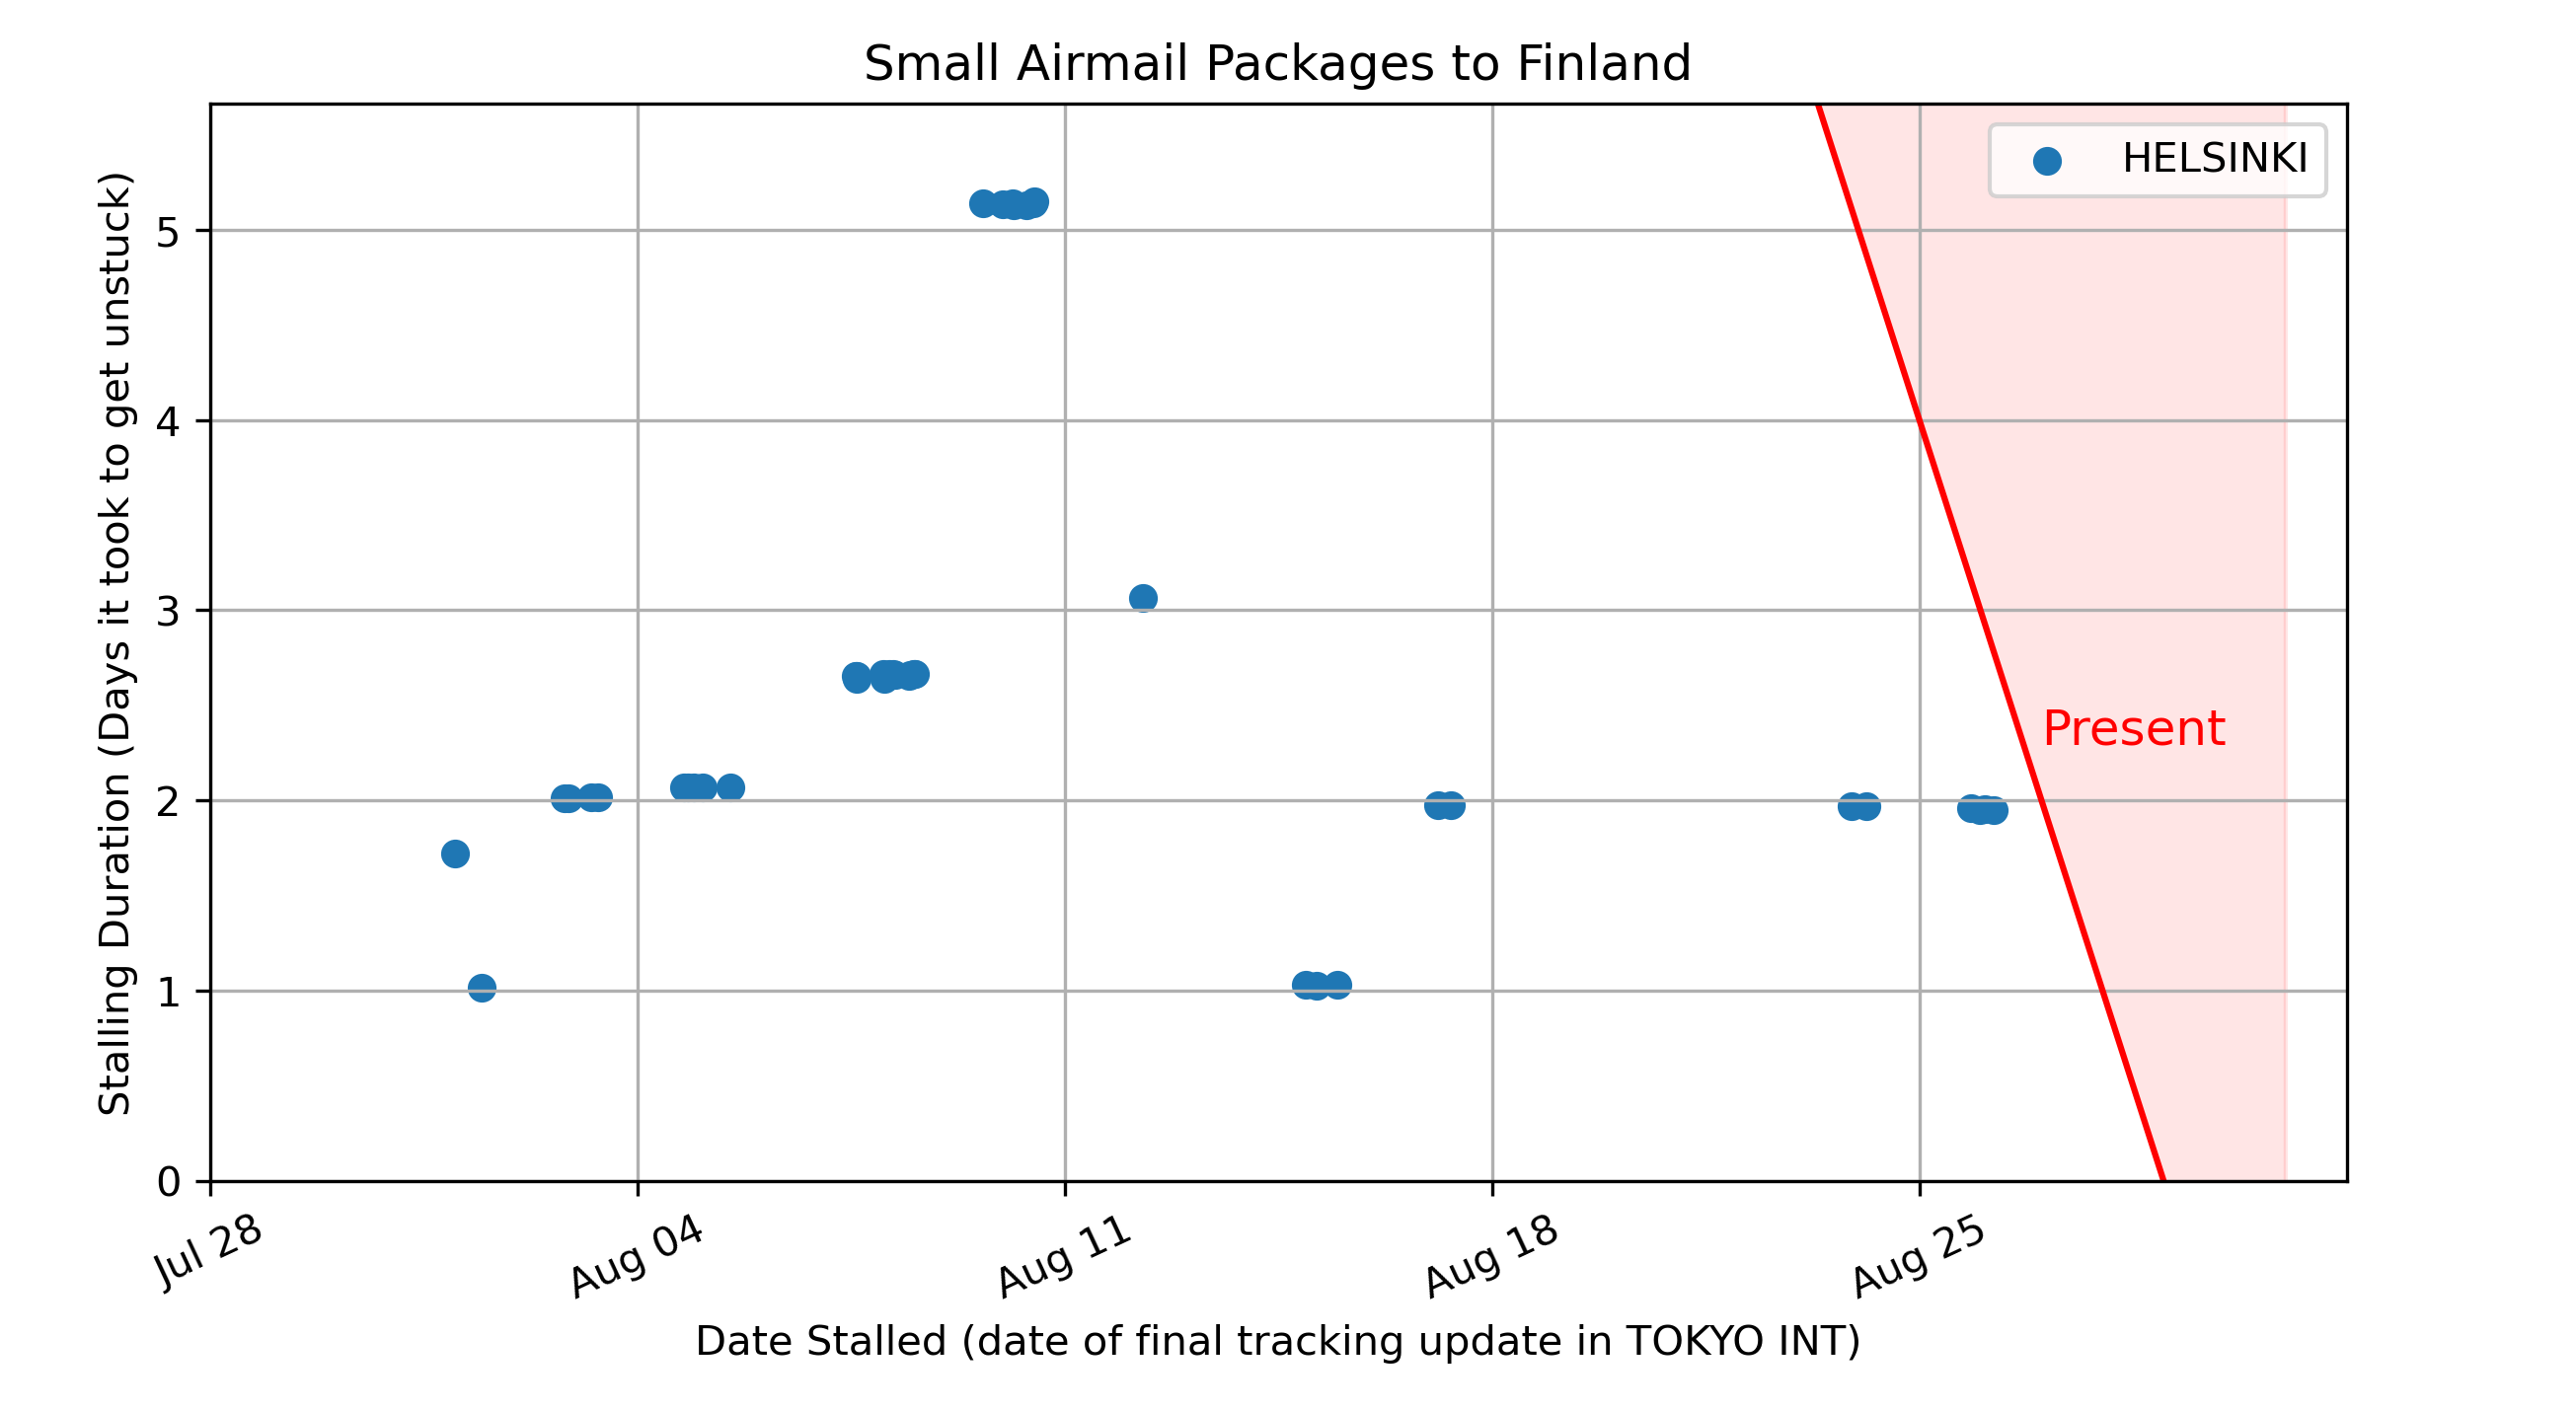 Small Airmail Packages to Finland
HELSINKI
Stalling Duration (Days it took to get unstuck)
5
4
3
2
1
0
Present
Jul 28
Aug 04
Aug 11
Aug 18
Aug 25
Date Stalled (date of final tracking update in TOKYO INT)